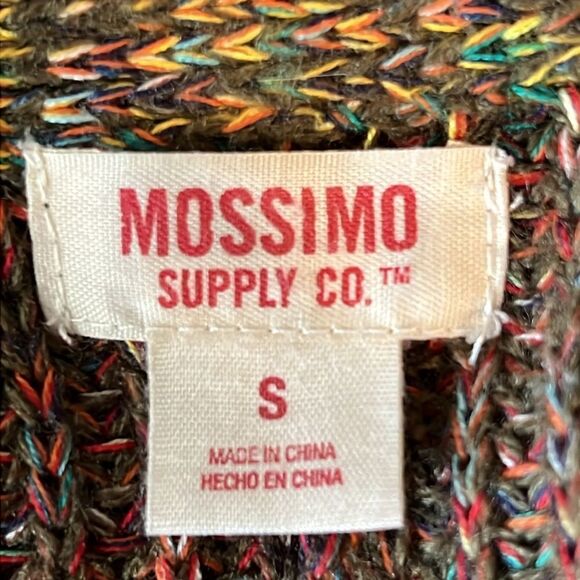 MOSSIMO
SUPPLY CO.™
S
MADE IN CHINA
HECHO EN CHINA